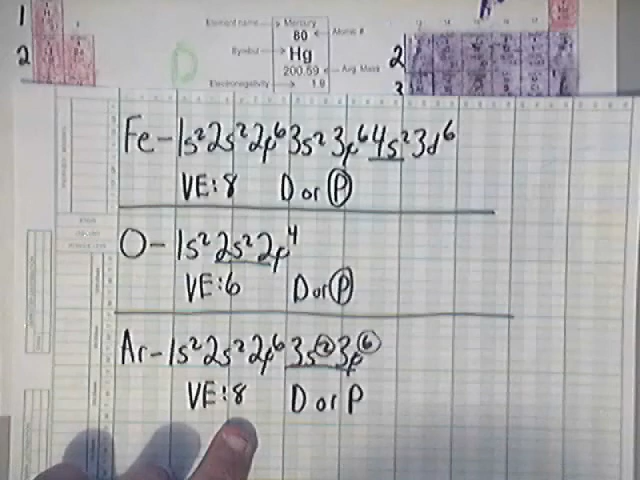 1
2
Element name → Mercury
80 ← Atomic #
Symbol → Hg
200.59 ← Avg. Mass
Electronegativity → 1.9
D
2
3
Fe-1s²2s²2p⁶3s²3p⁶4s²3d⁶
VE:8 D or P
O-1s²2s²2p⁴
VE:6 D or P
Ar-1s²2s²2p⁶3s²3p⁶
VE:8 D or P